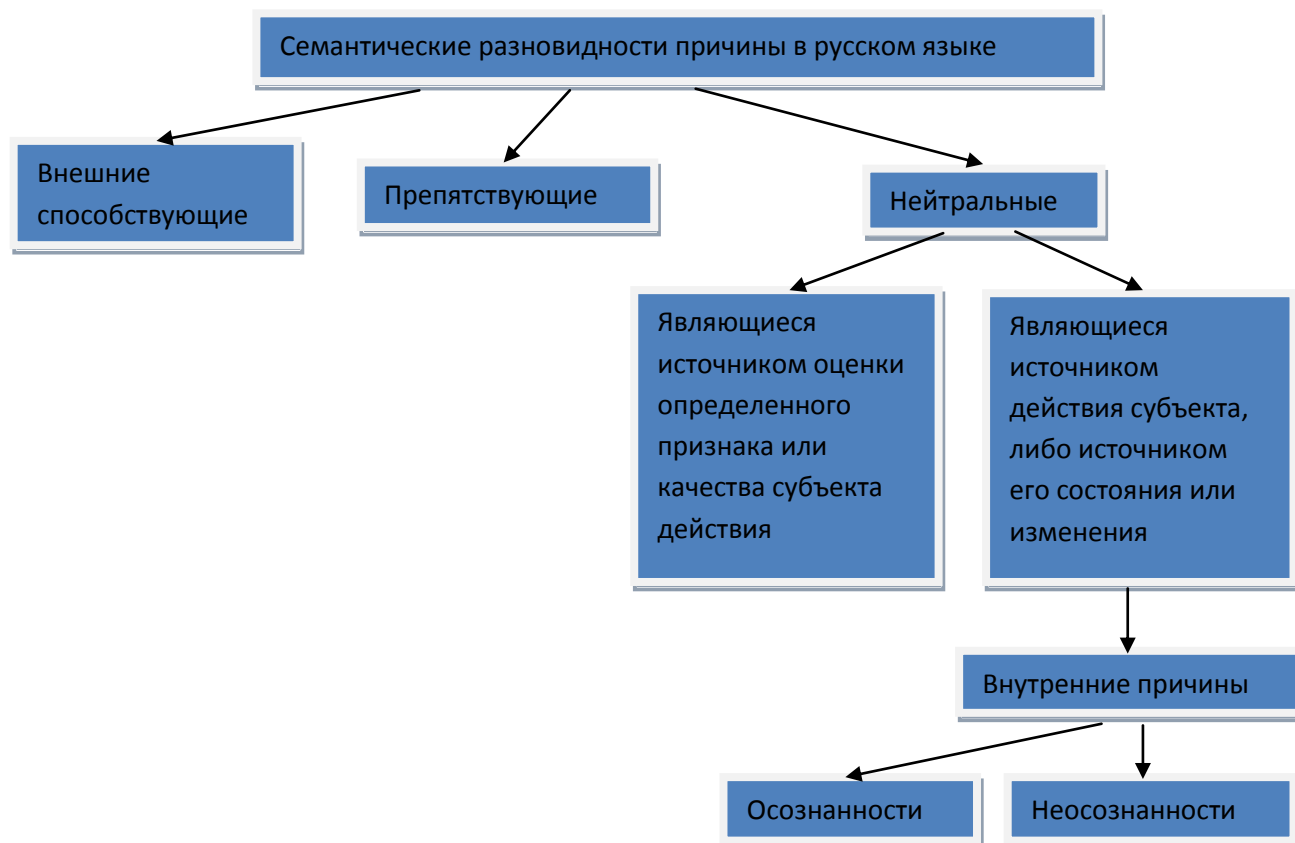 Семантические разновидности причины в русском языке
Внешние
способствующие
Препятствующие
Нейтральные
Являющиеся
источником оценки
определенного
признака или
качества субъекта
действия
Являющиеся
источником
действия субъекта,
либо источником
его состояния или
изменения
Внутренние причины
Осознанности
Неосознанности